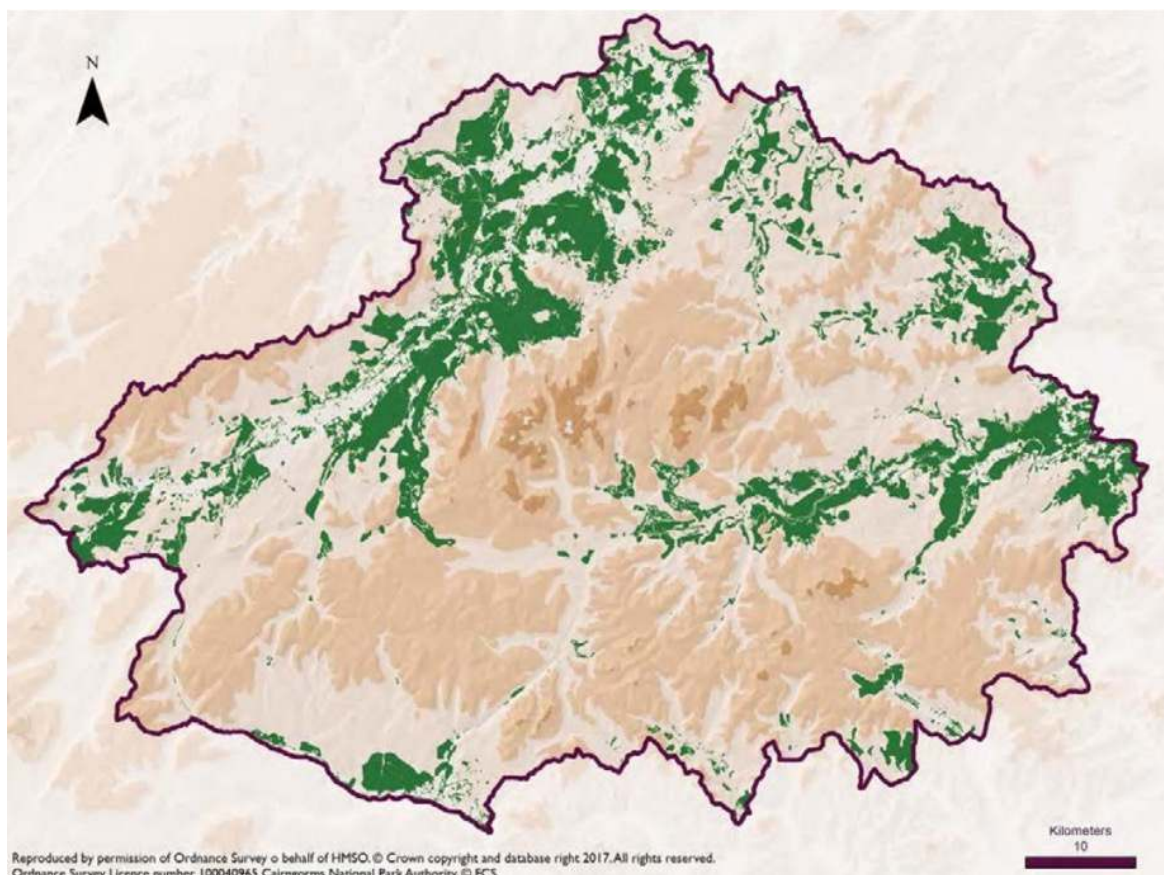 N
Kilometers
10
Reproduced by permission of Ordnance Survey o behalf of HMSO. © Crown copyright and database right 2017. All rights reserved.
Ordnance Survey Licence number 100040965 Cairngorms National Park Authority © FCS